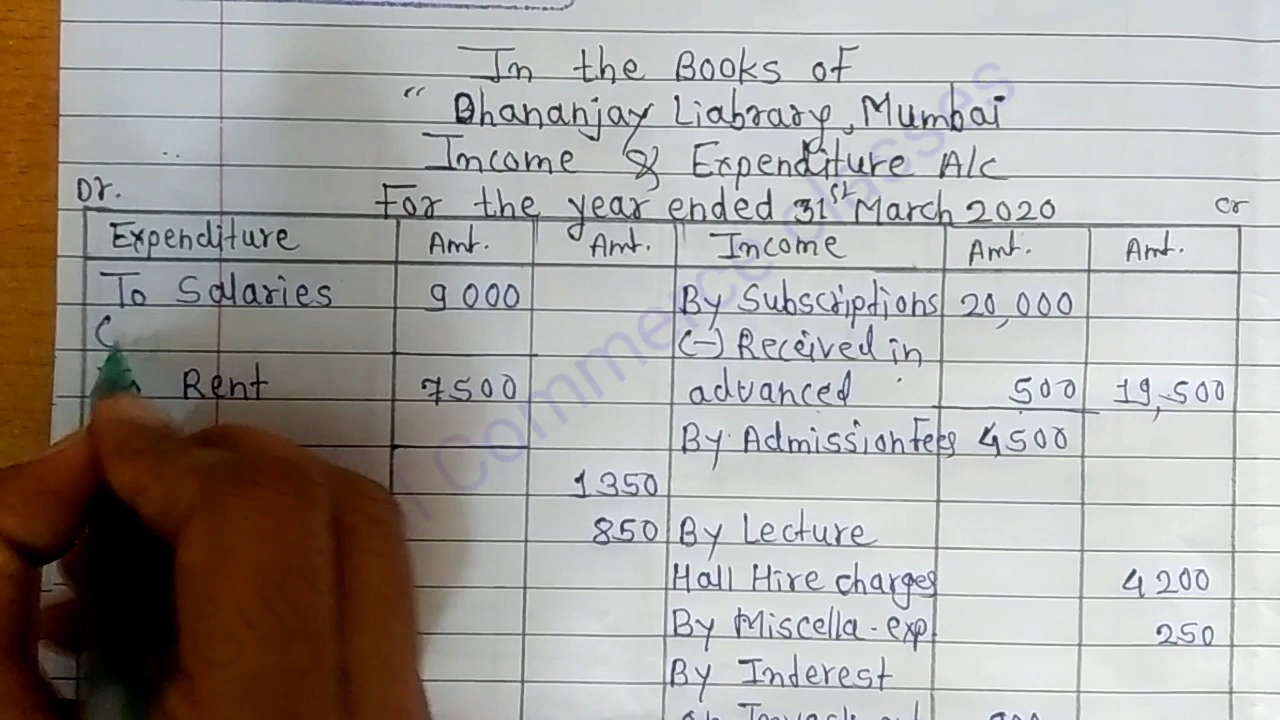 In the Books of
" Dhananjay Liabrary, Mumbai
Income & Expenditure A/c
Dr. For the year ended 31st March 2020 Cr
Expenditure Amt. Amt. Income Amt. Amt.
To Salaries 9000 By Subscriptions 20,000
( (-) Received in
Rent 7500 advanced 500 19,500
By Admission Fees 4500
1350
850 By Lecture
Hall Hire charges 4200
By Miscella-exp 250
By Inderest